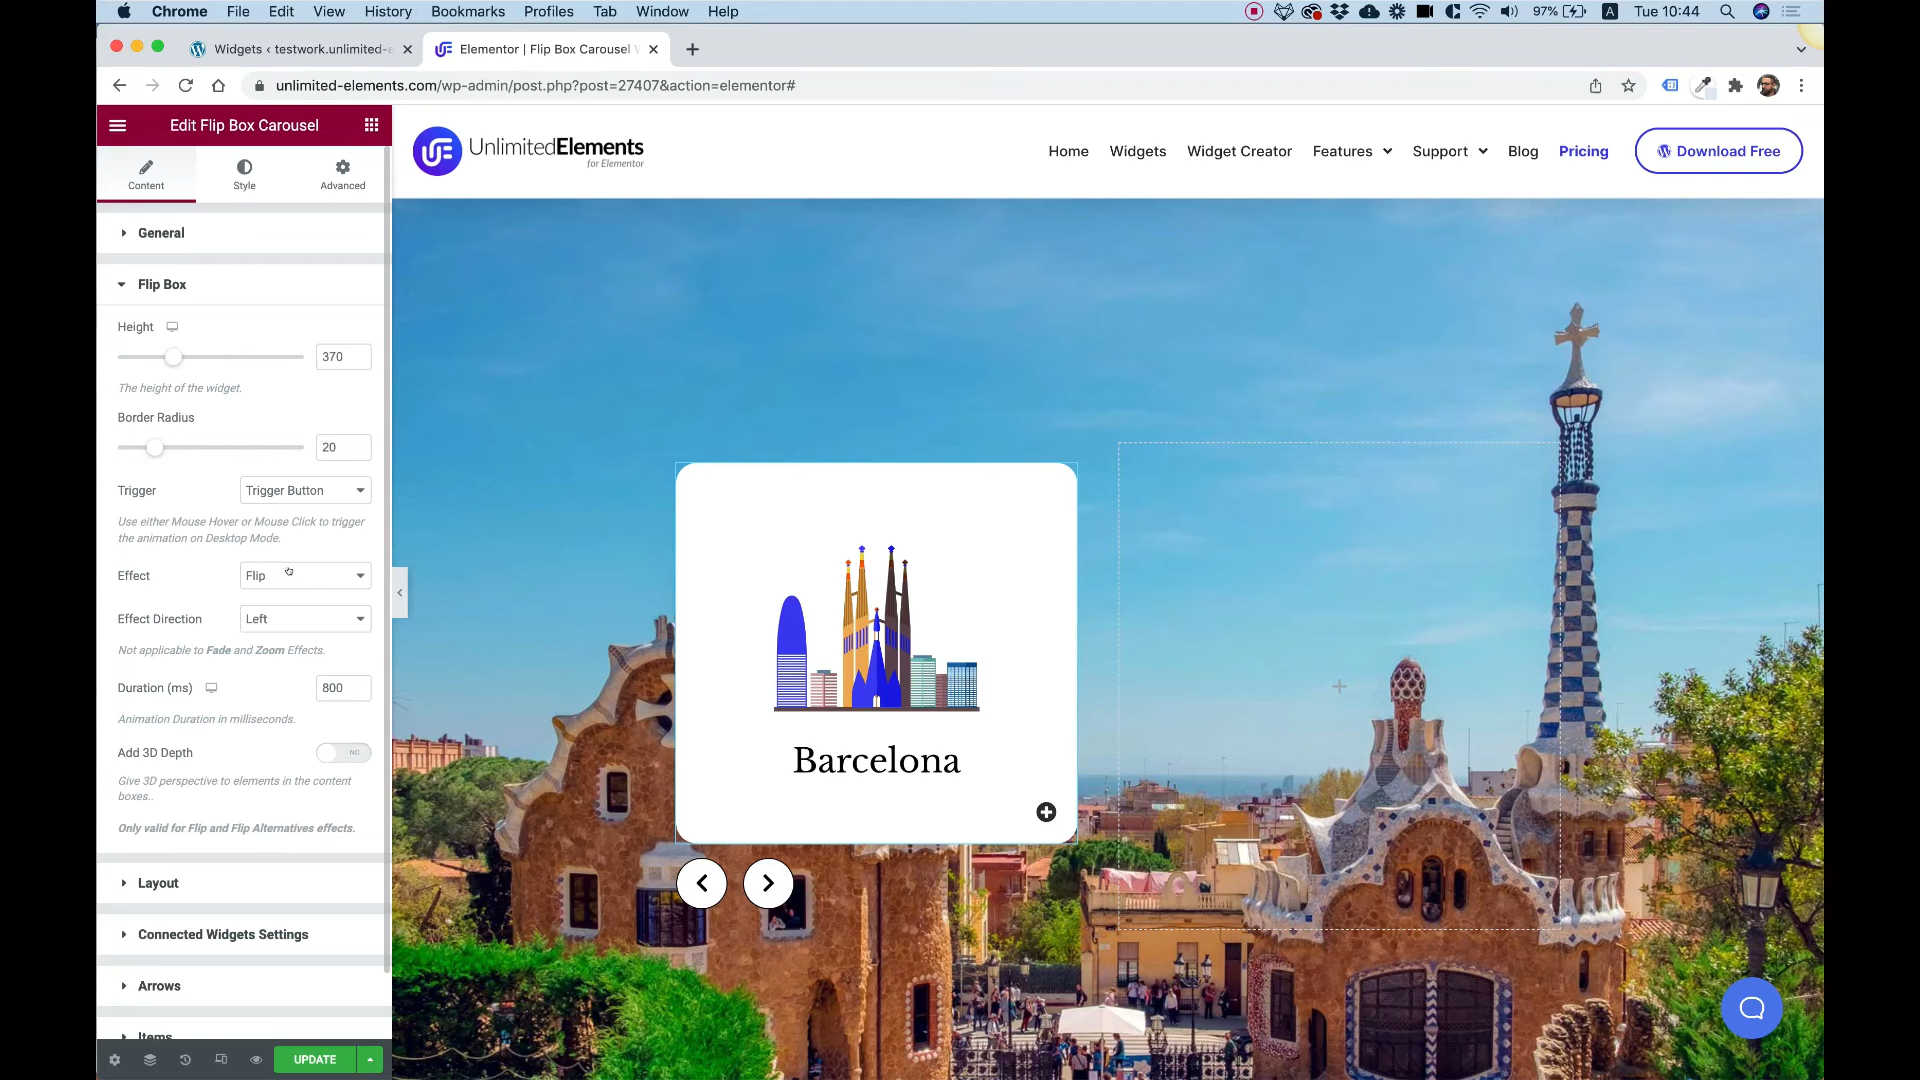 Chrome File Edit View History Bookmarks Profiles Tab Window Help 97% A Tue 10:44
Widgets ‹ testwork.unlimited-e
Elementor | Flip Box Carousel
unlimited-elements.com/wp-admin/post.php?post=27407&action=elementor#
Edit Flip Box Carousel
Content Style Advanced
General
Flip Box
Height
370
The height of the widget.
Border Radius
20
Trigger Trigger Button
Use either Mouse Hover or Mouse Click to trigger
the animation on Desktop Mode.
Effect Flip
Effect Direction Left
Not applicable to Fade and Zoom Effects.
Duration (ms) 800
Animation Duration in milliseconds.
Add 3D Depth NO
Give 3D perspective to elements in the content
boxes..
Only valid for Flip and Flip Alternatives effects.
Layout
Connected Widgets Settings
Arrows
Items
UPDATE
UE UnlimitedElements
for Elementor
Home Widgets Widget Creator Features Support Blog Pricing Download Free
Barcelona